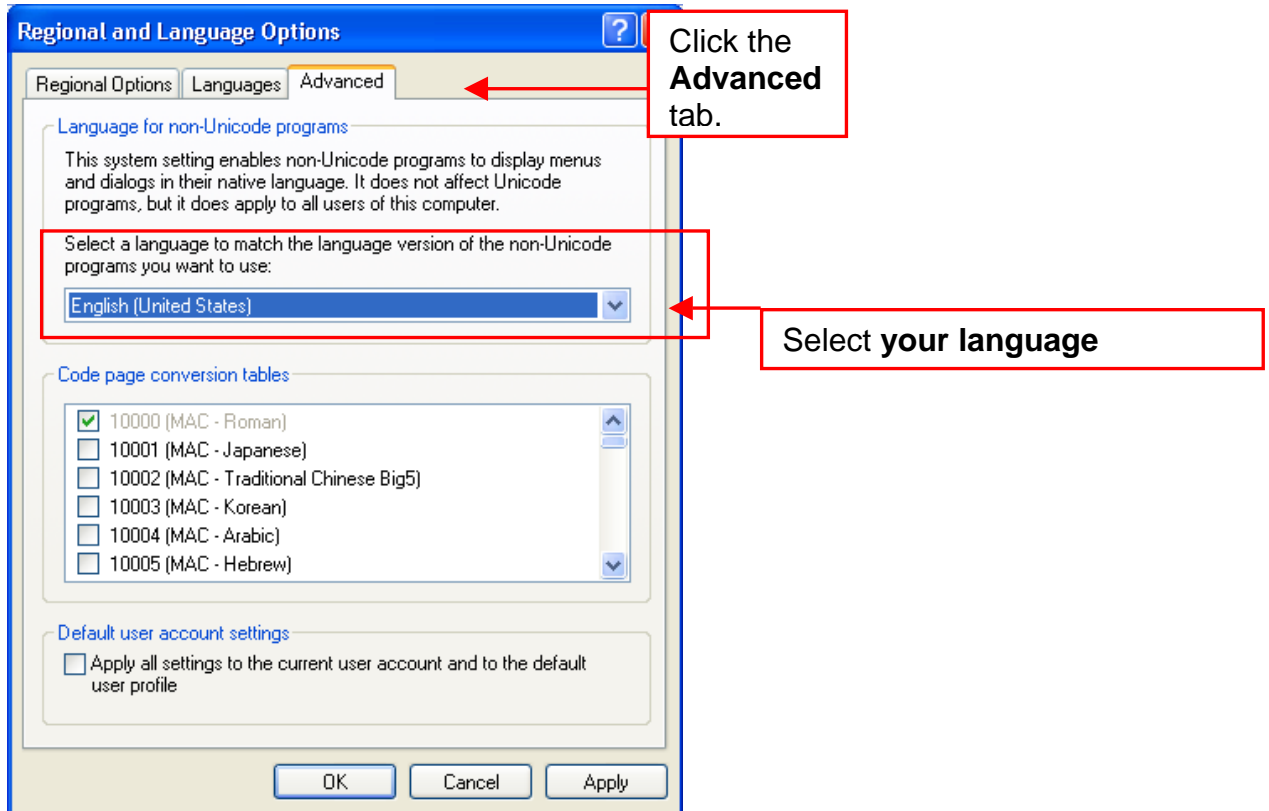 Regional and Language Options
Click the
Advanced
tab.
Regional Options Languages Advanced
Language for non-Unicode programs
This system setting enables non-Unicode programs to display menus
and dialogs in their native language. It does not affect Unicode
programs, but it does apply to all users of this computer.
Select a language to match the language version of the non-Unicode
programs you want to use:
English (United States)
Select your language
Code page conversion tables
10000 (MAC - Roman)
10001 (MAC - Japanese)
10002 (MAC - Traditional Chinese Big5)
10003 (MAC - Korean)
10004 (MAC - Arabic)
10005 (MAC - Hebrew)
Default user account settings
Apply all settings to the current user account and to the default
user profile
OK Cancel Apply